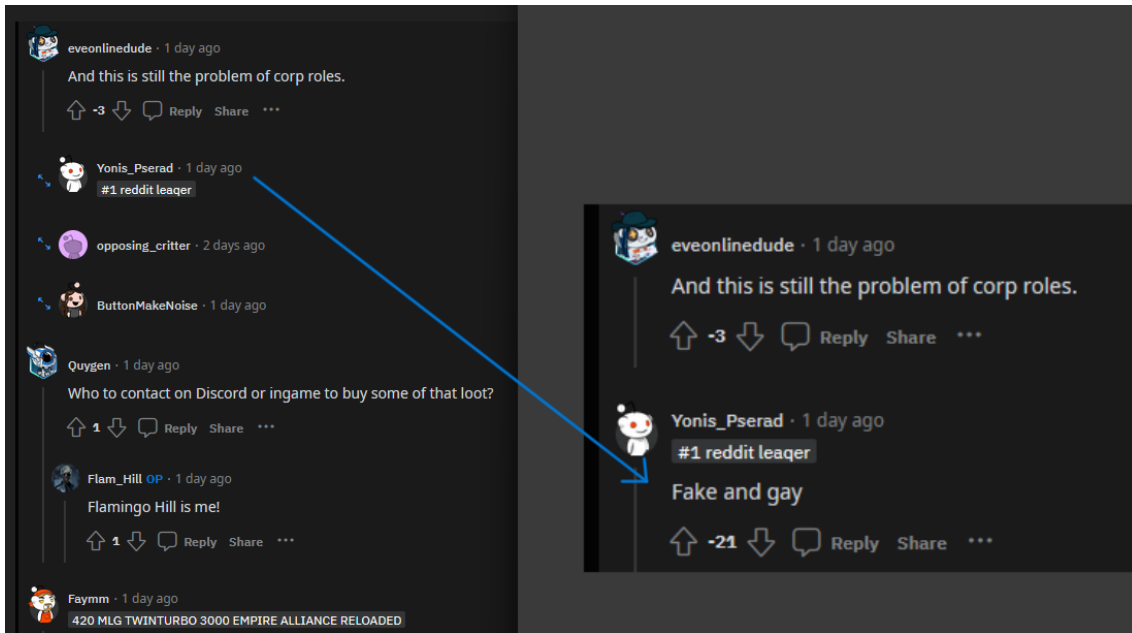 eveonlinedude · 1 day ago
And this is still the problem of corp roles.
-3 Reply Share ···
Yonis_Pserad · 1 day ago
#1 reddit leaqer
opposing_critter · 2 days ago
ButtonMakeNoise · 1 day ago
Quygen · 1 day ago
Who to contact on Discord or ingame to buy some of that loot?
1 Reply Share ···
Flam_Hill OP · 1 day ago
Flamingo Hill is me!
1 Reply Share ···
Faymm · 1 day ago
420 MLG TWINTURBO 3000 EMPIRE ALLIANCE RELOADED
eveonlinedude · 1 day ago
And this is still the problem of corp roles.
-3 Reply Share ···
Yonis_Pserad · 1 day ago
#1 reddit leaqer
Fake and gay
-21 Reply Share ···